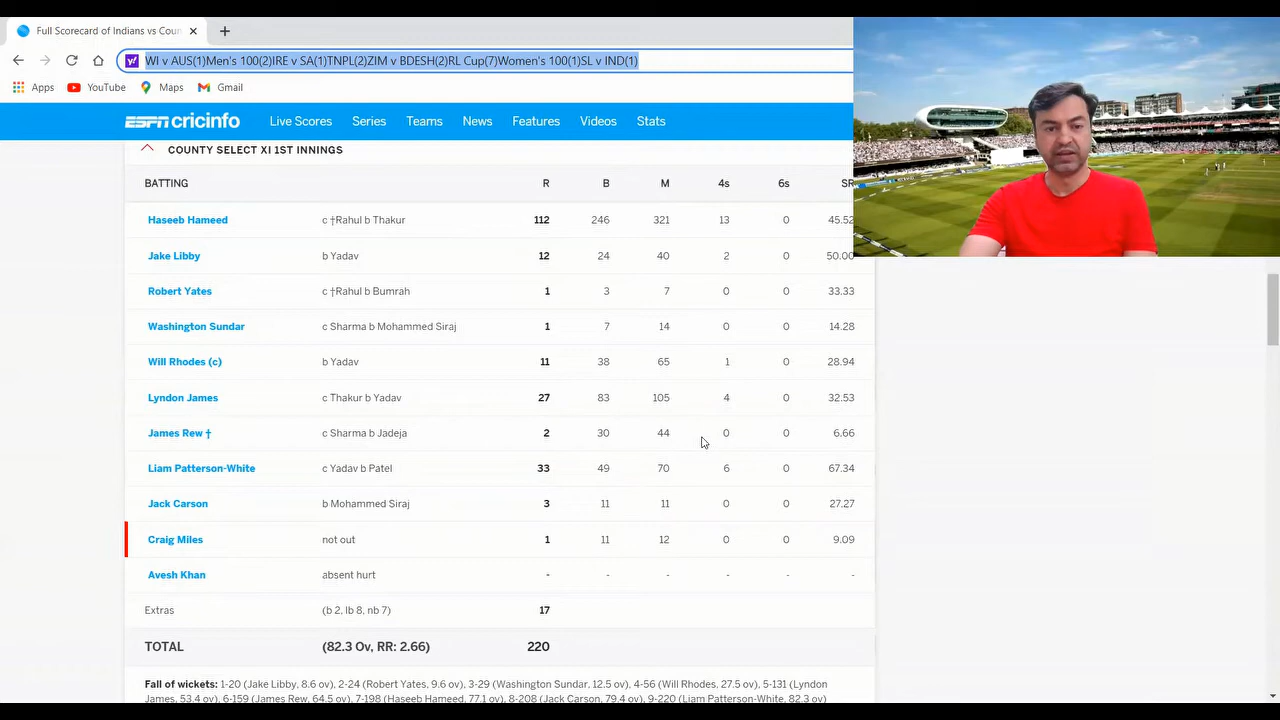 Full Scorecard of Indians vs Coun
WI v AUS(1)Men's 100(2)IRE v SA(1)TNPL(2)ZIM v BDESH(2)RL Cup(7)Women's 100(1)SL v IND(1)
Apps YouTube Maps Gmail
ESPN cricinfo Live Scores Series Teams News Features Videos Stats
COUNTY SELECT XI 1ST INNINGS
BATTING R B M 4s 6s SR
Haseeb Hameed c †Rahul b Thakur 112 246 321 13 0 45.52
Jake Libby b Yadav 12 24 40 2 0 50.00
Robert Yates c †Rahul b Bumrah 1 3 7 0 0 33.33
Washington Sundar c Sharma b Mohammed Siraj 1 7 14 0 0 14.28
Will Rhodes (c) b Yadav 11 38 65 1 0 28.94
Lyndon James c Thakur b Yadav 27 83 105 4 0 32.53
James Rew † c Sharma b Jadeja 2 30 44 0 0 6.66
Liam Patterson-White c Yadav b Patel 33 49 70 6 0 67.34
Jack Carson b Mohammed Siraj 3 11 11 0 0 27.27
Craig Miles not out 1 11 12 0 0 9.09
Avesh Khan absent hurt - - - - - -
Extras (b 2, lb 8, nb 7) 17
TOTAL (82.3 Ov, RR: 2.66) 220
Fall of wickets: 1-20 (Jake Libby, 8.6 ov), 2-24 (Robert Yates, 9.6 ov), 3-29 (Washington Sundar, 12.5 ov), 4-56 (Will Rhodes, 27.5 ov), 5-131 (Lyndon
James, 53.4 ov), 6-159 (James Rew, 64.5 ov), 7-198 (Haseeb Hameed, 77.1 ov), 8-208 (Jack Carson, 79.4 ov), 9-220 (Liam Patterson-White, 82.3 ov)